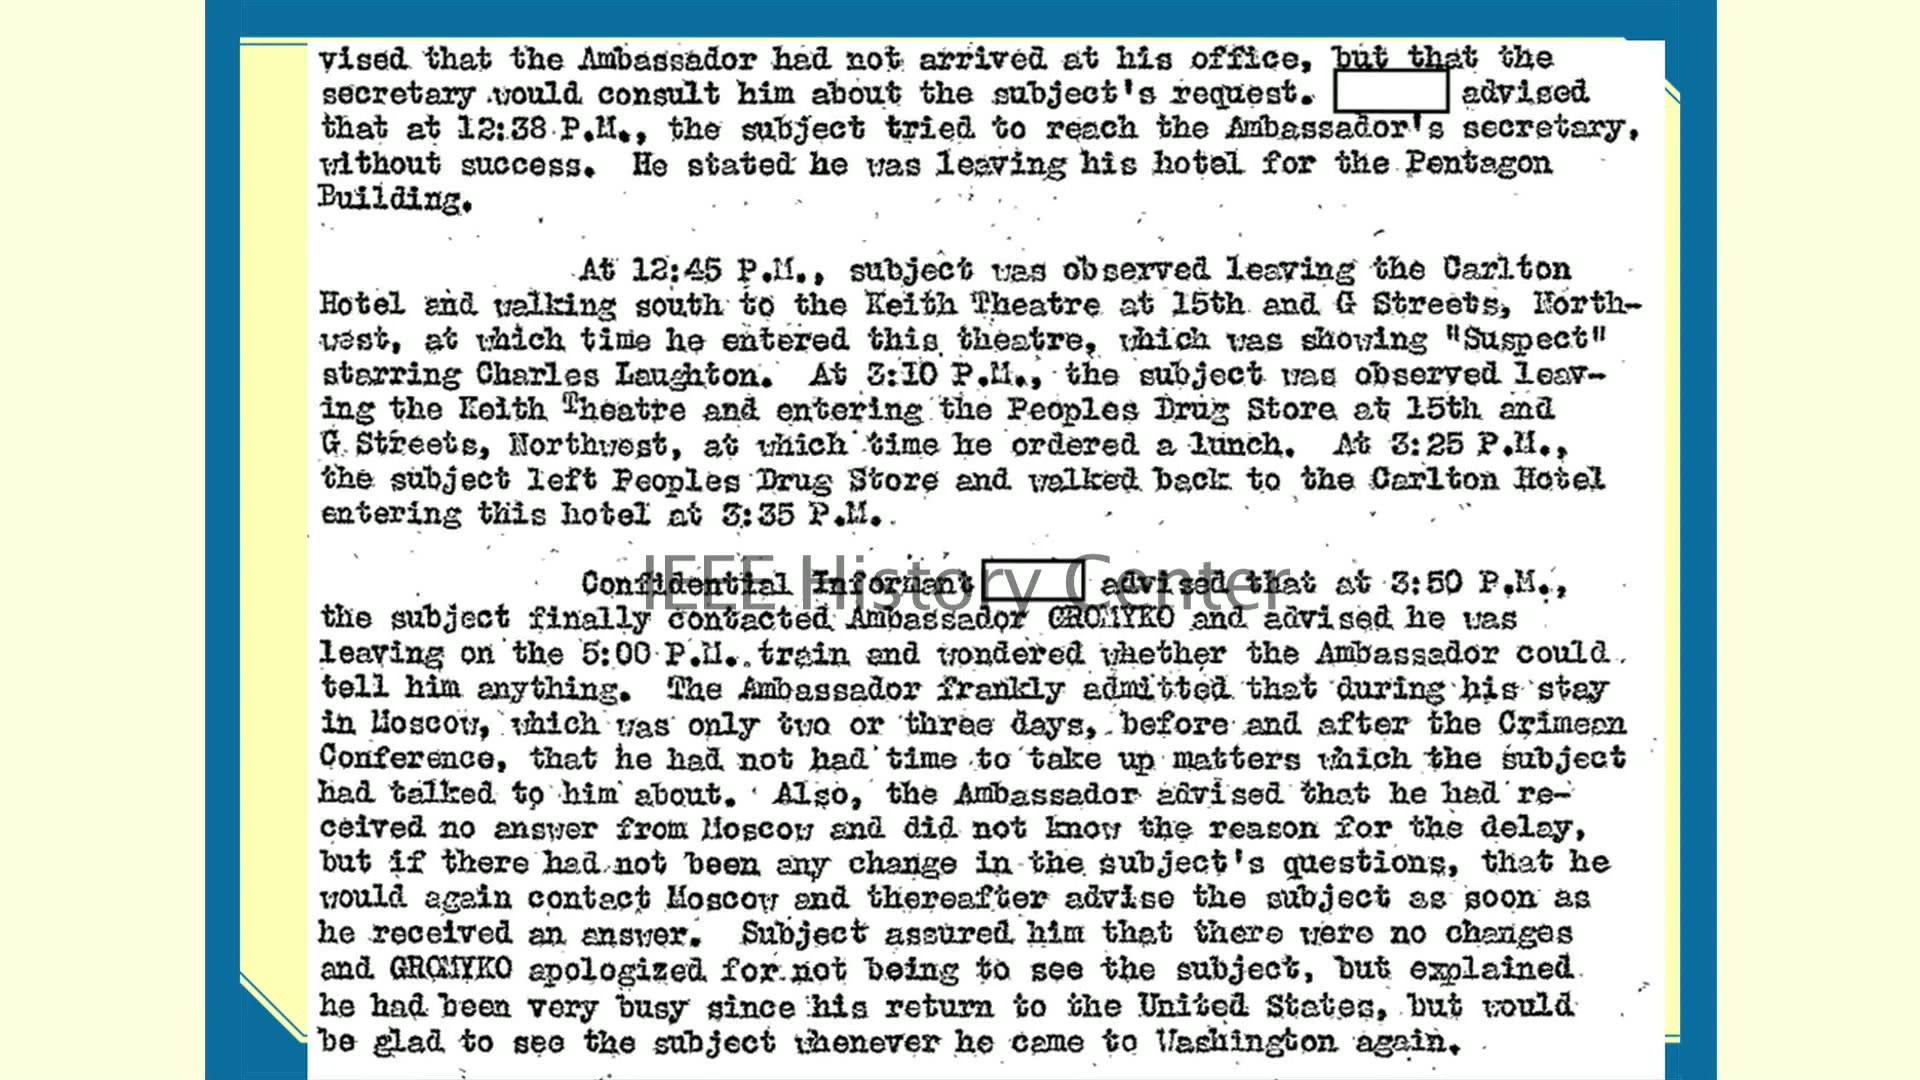 vised that the Ambassador had not arrived at his office, but that the
secretary would consult him about the subject's request. advised
that at 12:38 P.M., the subject tried to reach the Ambassador's secretary,
without success. He stated he was leaving his hotel for the Pentagon
Building.
At 12:45 P.M., subject was observed leaving the Carlton
Hotel and walking south to the Keith Theatre at 15th and G Streets, North-
west, at which time he entered this theatre, which was showing "Suspect"
starring Charles Laughton. At 3:10 P.M., the subject was observed leav-
ing the Keith Theatre and entering the Peoples Drug Store at 15th and
G Streets, Northwest, at which time he ordered a lunch. At 3:25 P.M.,
the subject left Peoples Drug Store and walked back to the Carlton Hotel
entering this hotel at 3:35 P.M.
IEEE History Center
Confidential Informant advised that at 3:50 P.M.,
the subject finally contacted Ambassador GROMYKO and advised he was
leaving on the 5:00 P.M. train and wondered whether the Ambassador could
tell him anything. The Ambassador frankly admitted that during his stay
in Moscow, which was only two or three days, before and after the Crimean
Conference, that he had not had time to take up matters which the subject
had talked to him about. Also, the Ambassador advised that he had re-
ceived no answer from Moscow and did not know the reason for the delay,
but if there had not been any change in the subject's questions, that he
would again contact Moscow and thereafter advise the subject as soon as
he received an answer. Subject assured him that there were no changes
and GROMYKO apologized for not being to see the subject, but explained
he had been very busy since his return to the United States, but would
be glad to see the subject whenever he came to Washington again.